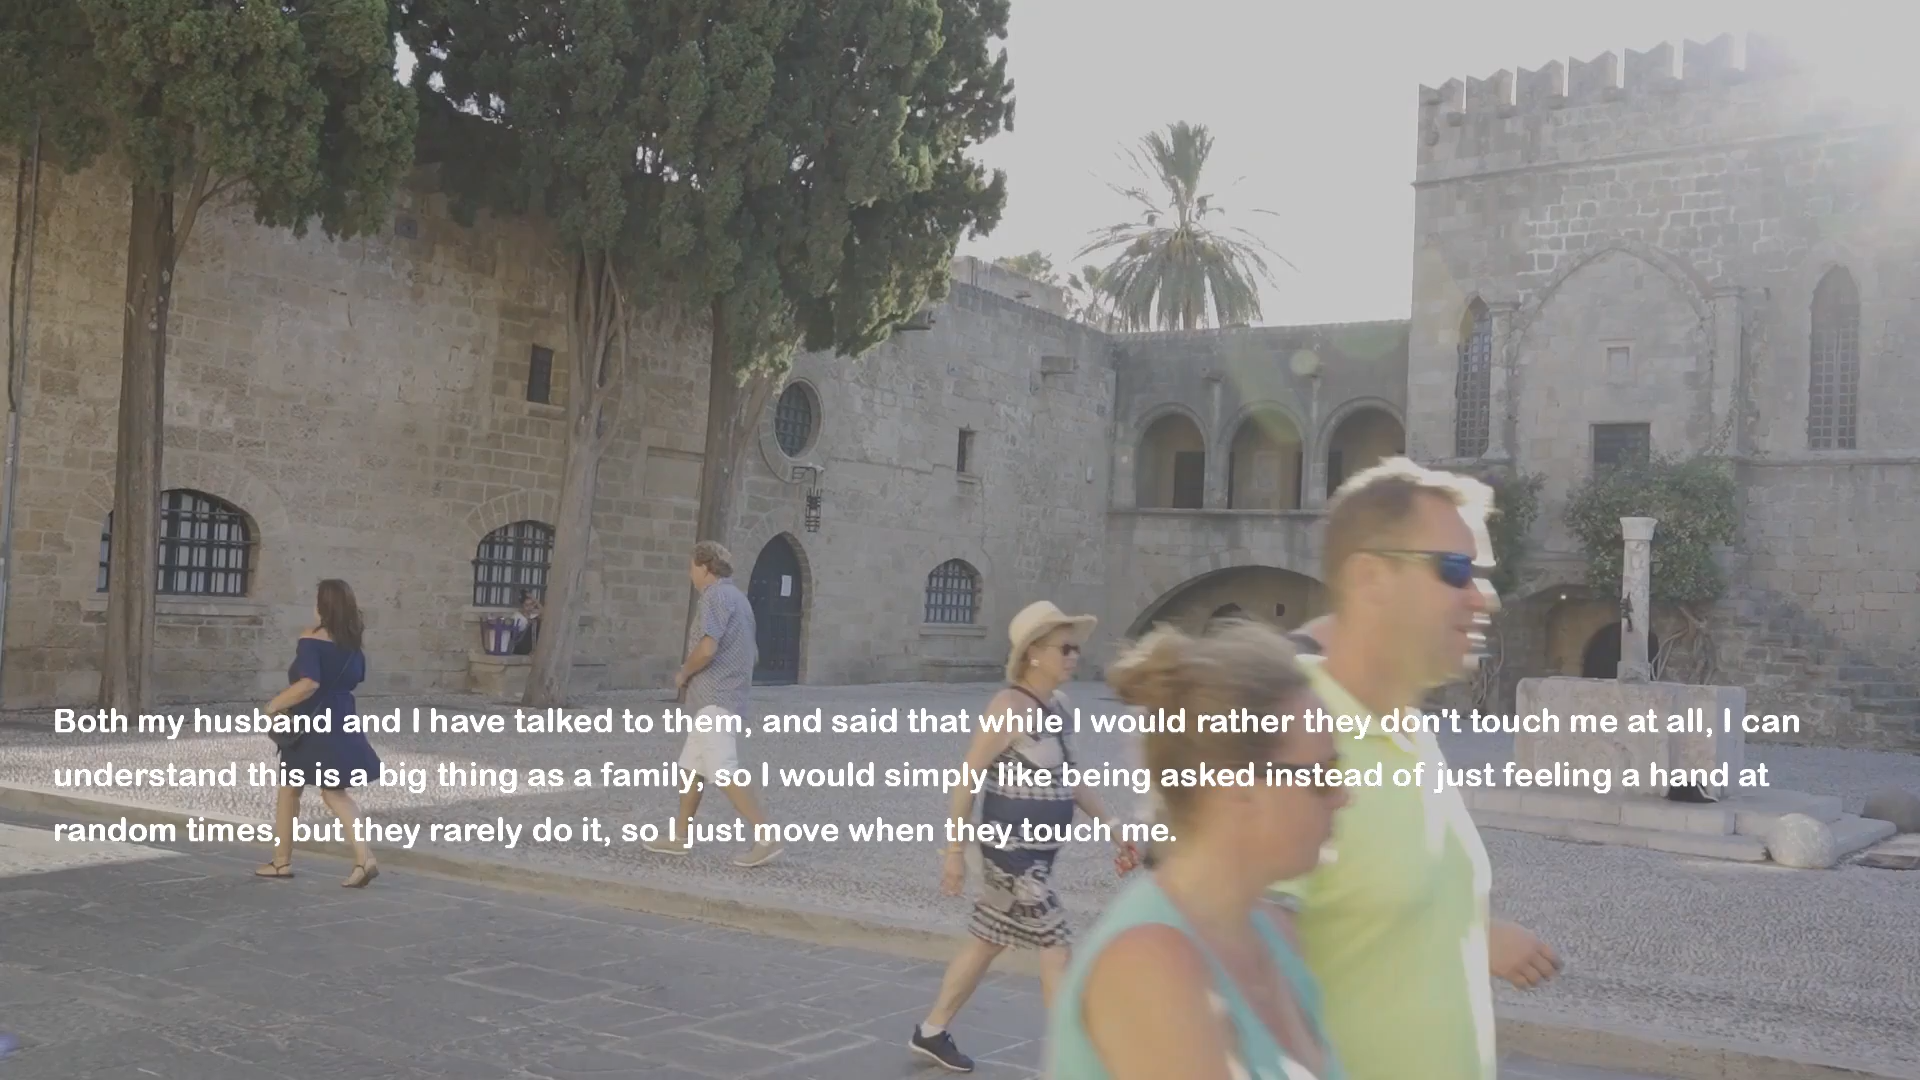 Both my husband and I have talked to them, and said that while I would rather they don't touch me at all, I can
understand this is a big thing as a family, so I would simply like being asked instead of just feeling a hand at
random times, but they rarely do it, so I just move when they touch me.